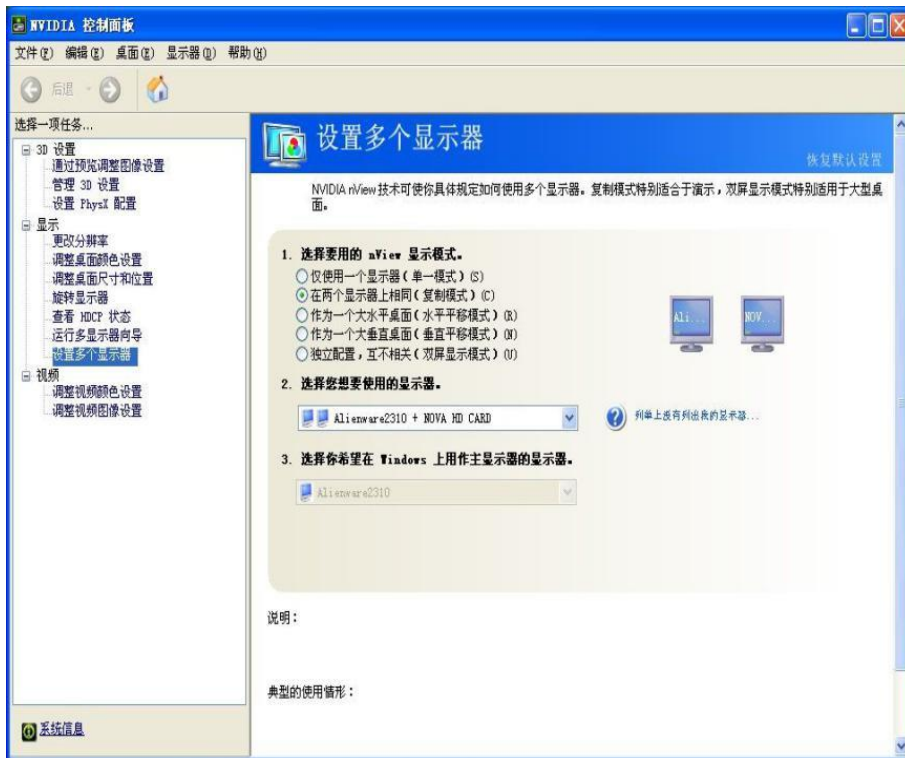 NVIDIA 控制面板
文件(F) 编辑(E) 桌面(E) 显示器(D) 帮助(H)
后退
选择一项任务...
3D 设置
通过预览调整图像设置
管理 3D 设置
设置 PhysX 配置
显示
更改分辨率
调整桌面颜色设置
调整桌面尺寸和位置
旋转显示器
查看 HDCP 状态
运行多显示器向导
设置多个显示器
视频
调整视频颜色设置
调整视频图像设置
系统信息
设置多个显示器
恢复默认设置
NVIDIA nView 技术可使你具体规定如何使用多个显示器。复制模式特别适合于演示，双屏显示模式特别适用于大型桌
面。
1. 选择要用的 nView 显示模式。
仅使用一个显示器(单一模式)(S)
在两个显示器上相同(复制模式)(C)
作为一个大水平桌面(水平平移模式)(R)
作为一个大垂直桌面(垂直平移模式)(N)
独立配置，互不相关(双屏显示模式)(U)
Ali... NOV...
2. 选择您想要使用的显示器。
Alienware2310 + NOVA HD CARD
列单上没有列出我的显示器...
3. 选择你希望在 Windows 上用作主显示器的显示器。
Alienware2310
说明：
典型的使用情形：